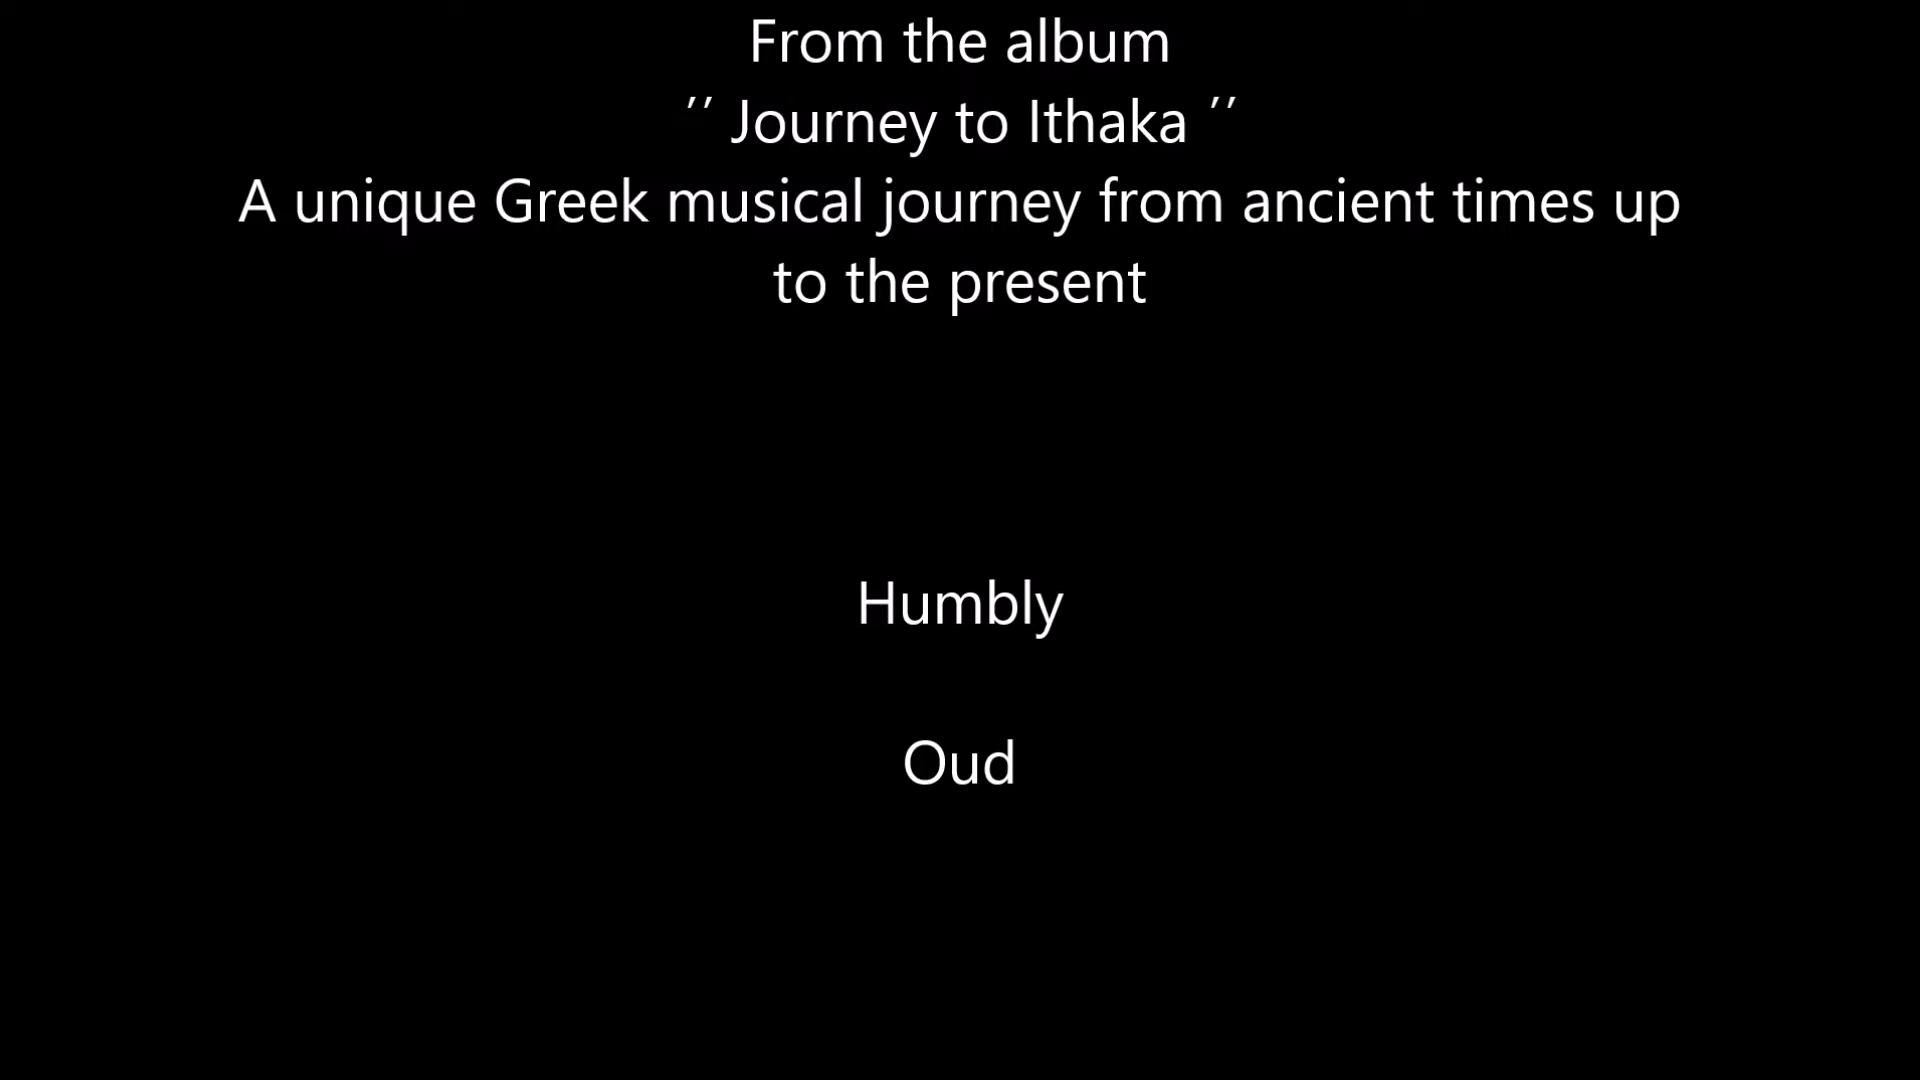 From the album
´´ Journey to Ithaka ´´
A unique Greek musical journey from ancient times up
to the present
Humbly
Oud